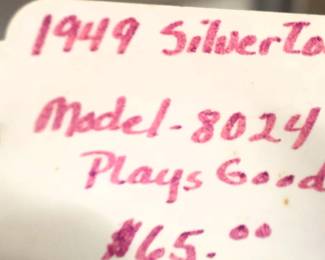 1949 SilverTo
Model-8024
Plays Good
$65.00